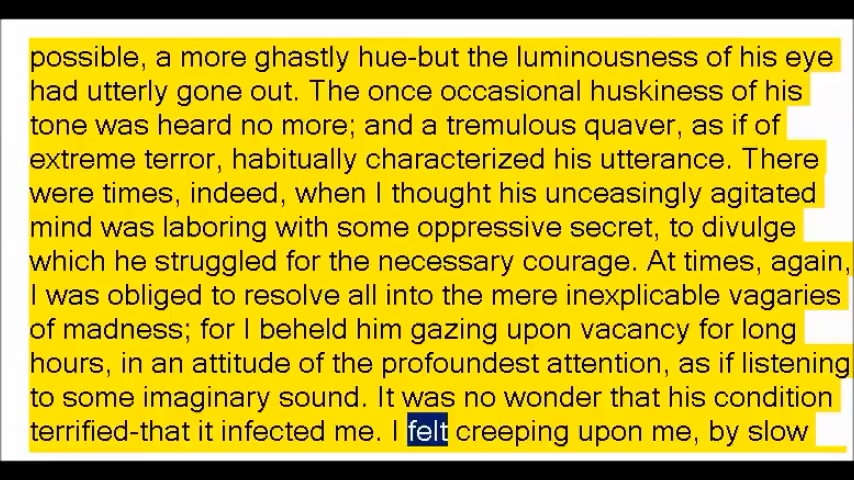 possible, a more ghastly hue-but the luminousness of his eye
had utterly gone out. The once occasional huskiness of his
tone was heard no more; and a tremulous quaver, as if of
extreme terror, habitually characterized his utterance. There
were times, indeed, when I thought his unceasingly agitated
mind was laboring with some oppressive secret, to divulge
which he struggled for the necessary courage. At times, again,
I was obliged to resolve all into the mere inexplicable vagaries
of madness; for I beheld him gazing upon vacancy for long
hours, in an attitude of the profoundest attention, as if listening
to some imaginary sound. It was no wonder that his condition
terrified-that it infected me. I felt creeping upon me, by slow